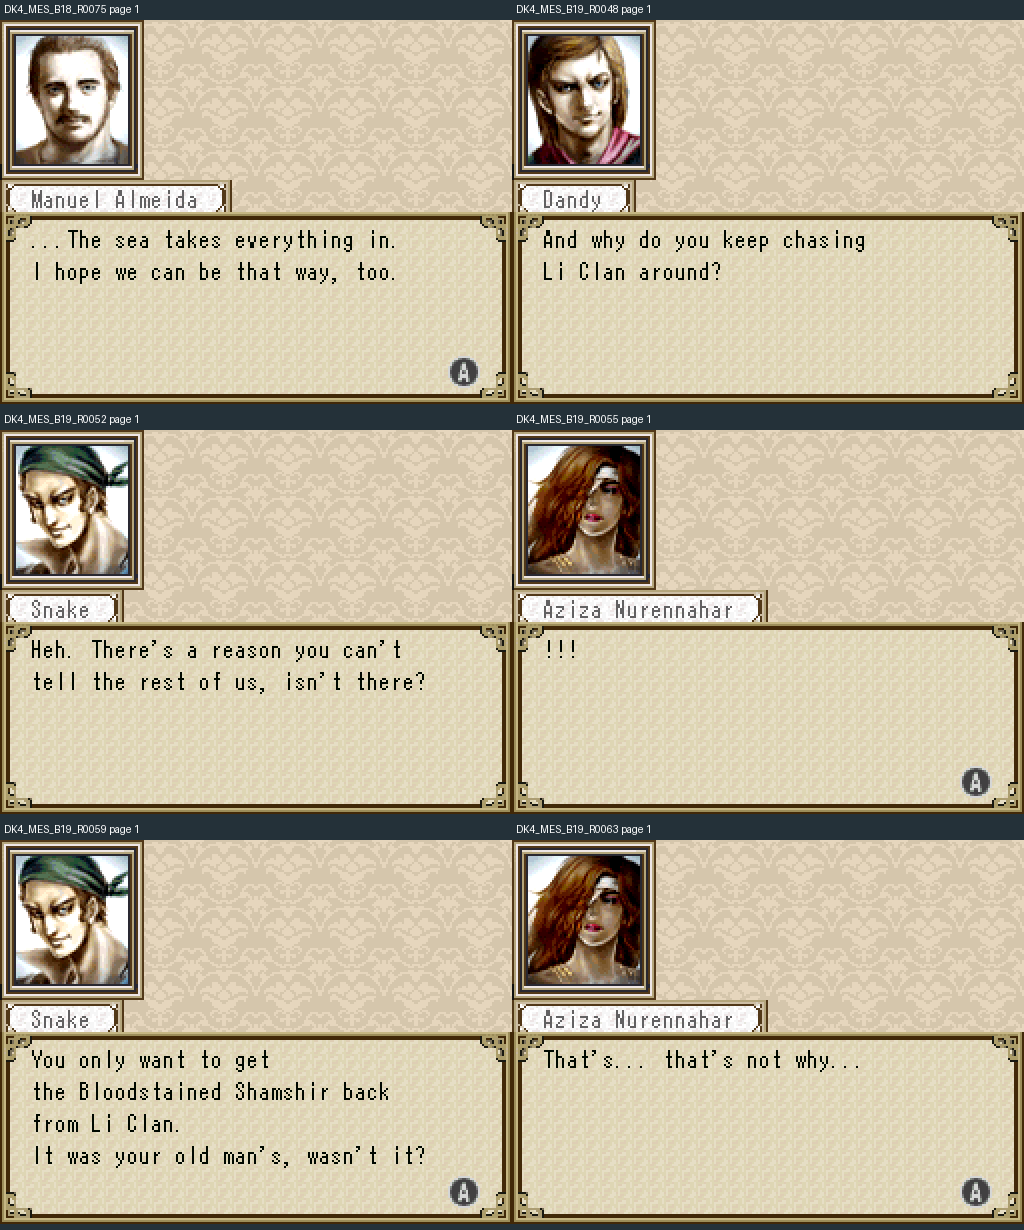 DK4_MES_B18_R0075 page 1
Manuel Almeida
...The sea takes everything in.
I hope we can be that way, too.
A
DK4_MES_B19_R0048 page 1
Dandy
And why do you keep chasing
Li Clan around?
DK4_MES_B19_R0052 page 1
Snake
Heh. There's a reason you can't
tell the rest of us, isn't there?
DK4_MES_B19_R0055 page 1
Aziza Nurennahar
!!!
A
DK4_MES_B19_R0059 page 1
Snake
You only want to get
the Bloodstained Shamshir back
from Li Clan.
It was your old man's, wasn't it?
A
DK4_MES_B19_R0063 page 1
Aziza Nurennahar
That's... that's not why...
A